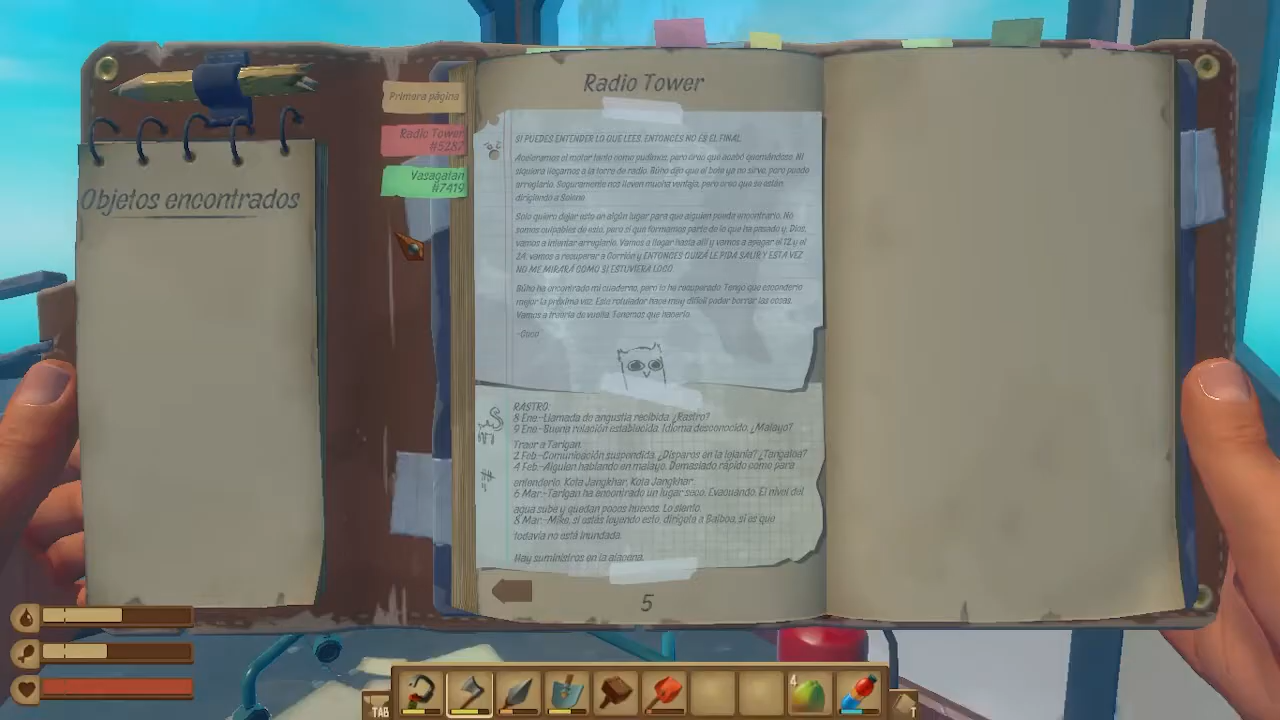 Primera página
Radio Tower
#5287
Vasagatan
#7419
Objetos encontrados
Radio Tower
SI PUEDES ENTENDER LO QUE LEES, ENTONCES NO ES EL FINAL.
Aceleramos el motor tanto como pudimos, pero creo que acabó quemándose. Ni
siquiera llegamos a la torre de radio. Búho dijo que el bote ya no sirve, pero puede
arreglarlo. Seguramente nos lleven mucha ventaja, pero creo que se están
dirigiendo a Selene
Solo quiero dejar esto en algún lugar para que alguien pueda encontrarlo. No
somos culpables de esto, pero sí que formamos parte de lo que ha pasado y, Dios,
vamos a intentar arreglarlo. Vamos a llegar hasta allí y vamos a apagar el 12 y el
2A, vamos a recuperar a Gorrión y ENTONCES QUIZÁ LE PIDA SALIR Y ESTA VEZ
NO ME MIRARÁ COMO SI ESTUVIERA LOCO.
Búho ha encontrado mi cuaderno, pero lo he recuperado. Tengo que esconderlo
mejor la próxima vez. Este rotulador hace muy difícil poder borrar las cosas.
Vamos a traerla de vuelta. Tenemos que hacerlo.
-Ganso
RASTRO:
8 Ene.-Llamada de angustia recibida. ¿Rastro?
9 Ene.-Buena relación establecida. Idioma desconocido. ¿Malayo?
Traer a Tarigan.
2 Feb.-Comunicación suspendida. ¿Disparos en la lejanía? ¿Tangaloa?
4 Feb.-Alguien hablando en malayo. Demasiado rápido como para
entenderlo. Kota Jangkhar. Kota Jangkhar.
6 Mar.-Tarigan ha encontrado un lugar seco. Evacuando. El nivel del
agua sube y quedan pocos huecos. Lo siento.
8 Mar.-Mike, si estás leyendo esto, dirígete a Balboa, si es que
todavía no está inundada.
Hay suministros en la alacena.
5
TAB
4
T